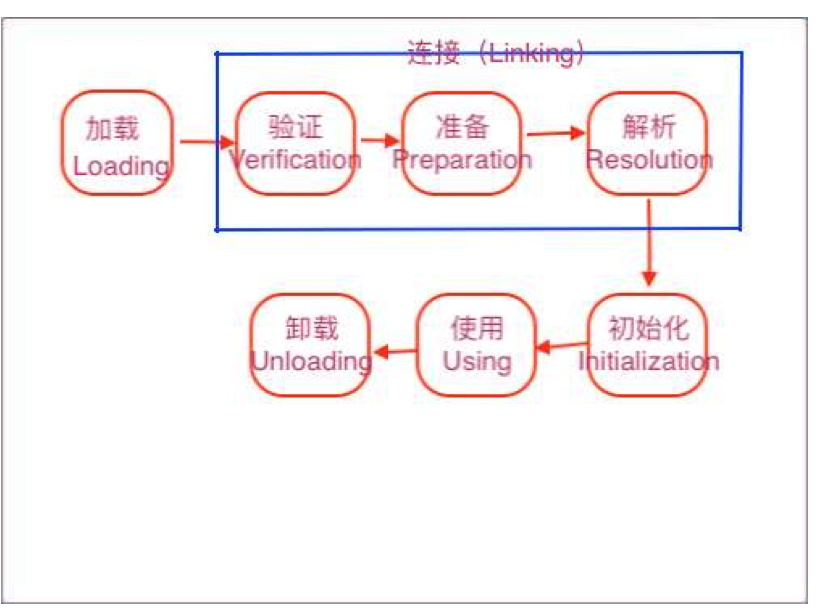 连接（Linking）
加载
Loading
验证
Verification
准备
Preparation
解析
Resolution
卸载
Unloading
使用
Using
初始化
Initialization